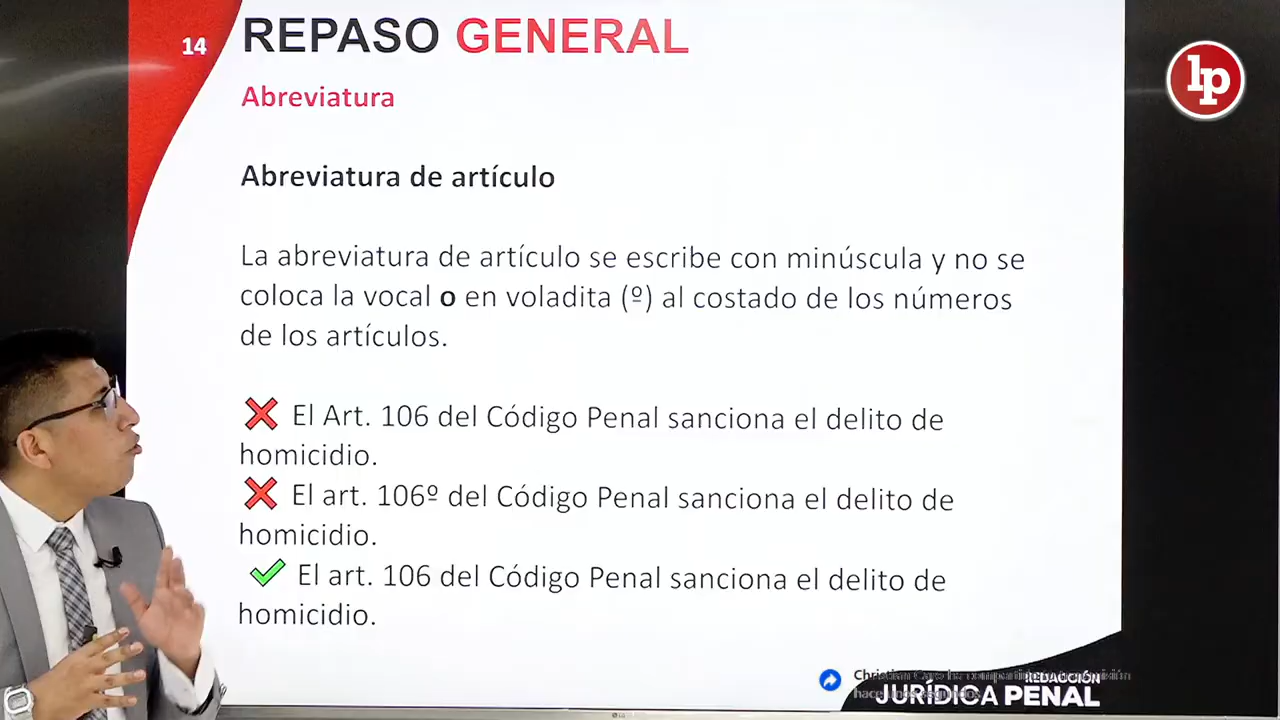 14
REPASO GENERAL
lp
Abreviatura
Abreviatura de artículo
La abreviatura de artículo se escribe con minúscula y no se
coloca la vocal o en voladita (º) al costado de los números
de los artículos.
El Art. 106 del Código Penal sanciona el delito de
homicidio.
El art. 106º del Código Penal sanciona el delito de
homicidio.
El art. 106 del Código Penal sanciona el delito de
homicidio.
REDACCIÓN
JURÍDICA PENAL